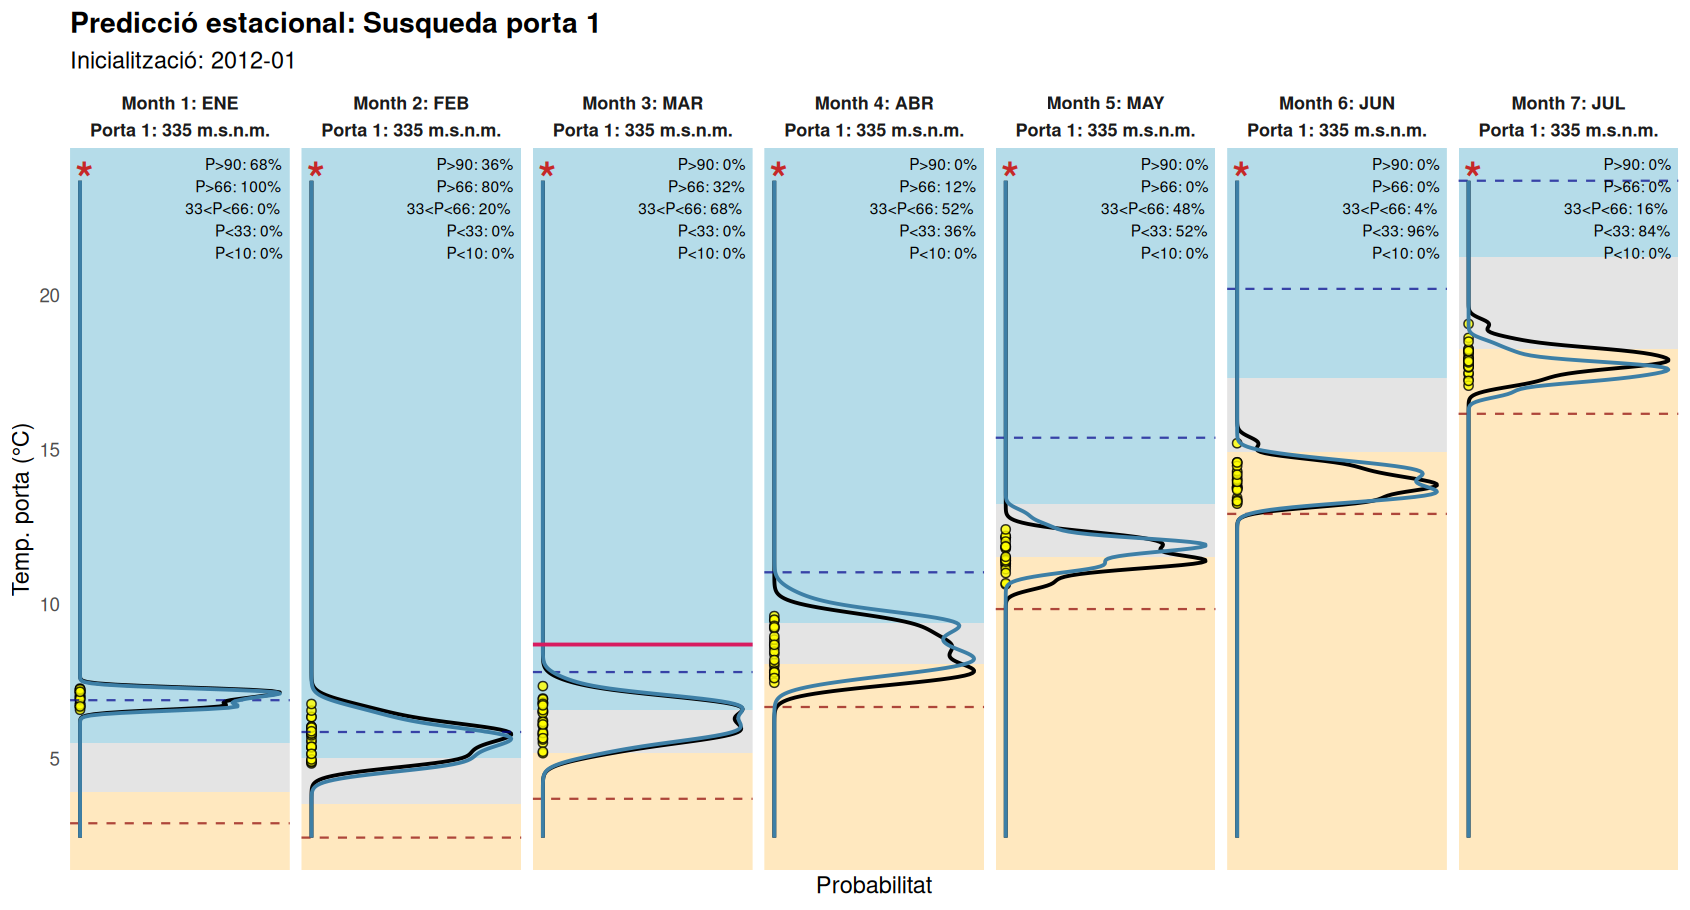 Predicció estacional: Susqueda porta 1
Inicialització: 2012-01
Month 1: ENE
Porta 1: 335 m.s.n.m.
Month 2: FEB
Porta 1: 335 m.s.n.m.
Month 3: MAR
Porta 1: 335 m.s.n.m.
Month 4: ABR
Porta 1: 335 m.s.n.m.
Month 5: MAY
Porta 1: 335 m.s.n.m.
Month 6: JUN
Porta 1: 335 m.s.n.m.
Month 7: JUL
Porta 1: 335 m.s.n.m.
*
P>90: 68%
P>66: 100%
33<P<66: 0%
P<33: 0%
P<10: 0%
*
P>90: 36%
P>66: 80%
33<P<66: 20%
P<33: 0%
P<10: 0%
*
P>90: 0%
P>66: 32%
33<P<66: 68%
P<33: 0%
P<10: 0%
*
P>90: 0%
P>66: 12%
33<P<66: 52%
P<33: 36%
P<10: 0%
*
P>90: 0%
P>66: 0%
33<P<66: 48%
P<33: 52%
P<10: 0%
*
P>90: 0%
P>66: 0%
33<P<66: 4%
P<33: 96%
P<10: 0%
*
P>90: 0%
P>66: 0%
33<P<66: 16%
P<33: 84%
P<10: 0%
Temp. porta (°C)
20
15
10
5
Probabilitat